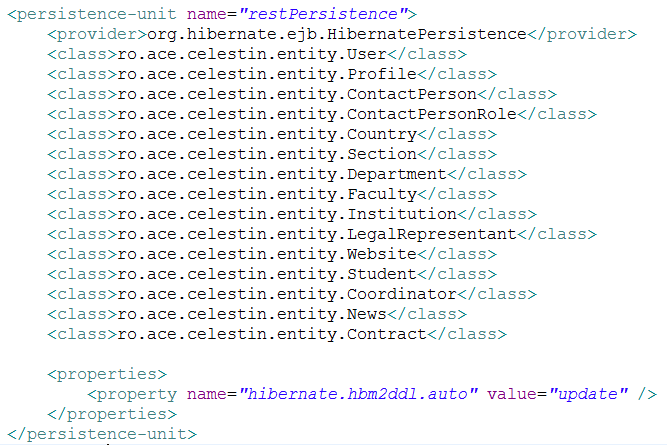 <persistence-unit name="restPersistence">
<provider>org.hibernate.ejb.HibernatePersistence</provider>
<class>ro.ace.celestin.entity.User</class>
<class>ro.ace.celestin.entity.Profile</class>
<class>ro.ace.celestin.entity.ContactPerson</class>
<class>ro.ace.celestin.entity.ContactPersonRole</class>
<class>ro.ace.celestin.entity.Country</class>
<class>ro.ace.celestin.entity.Section</class>
<class>ro.ace.celestin.entity.Department</class>
<class>ro.ace.celestin.entity.Faculty</class>
<class>ro.ace.celestin.entity.Institution</class>
<class>ro.ace.celestin.entity.LegalRepresentant</class>
<class>ro.ace.celestin.entity.Website</class>
<class>ro.ace.celestin.entity.Student</class>
<class>ro.ace.celestin.entity.Coordinator</class>
<class>ro.ace.celestin.entity.News</class>
<class>ro.ace.celestin.entity.Contract</class>
<properties>
<property name="hibernate.hbm2ddl.auto" value="update" />
</properties>
</persistence-unit>